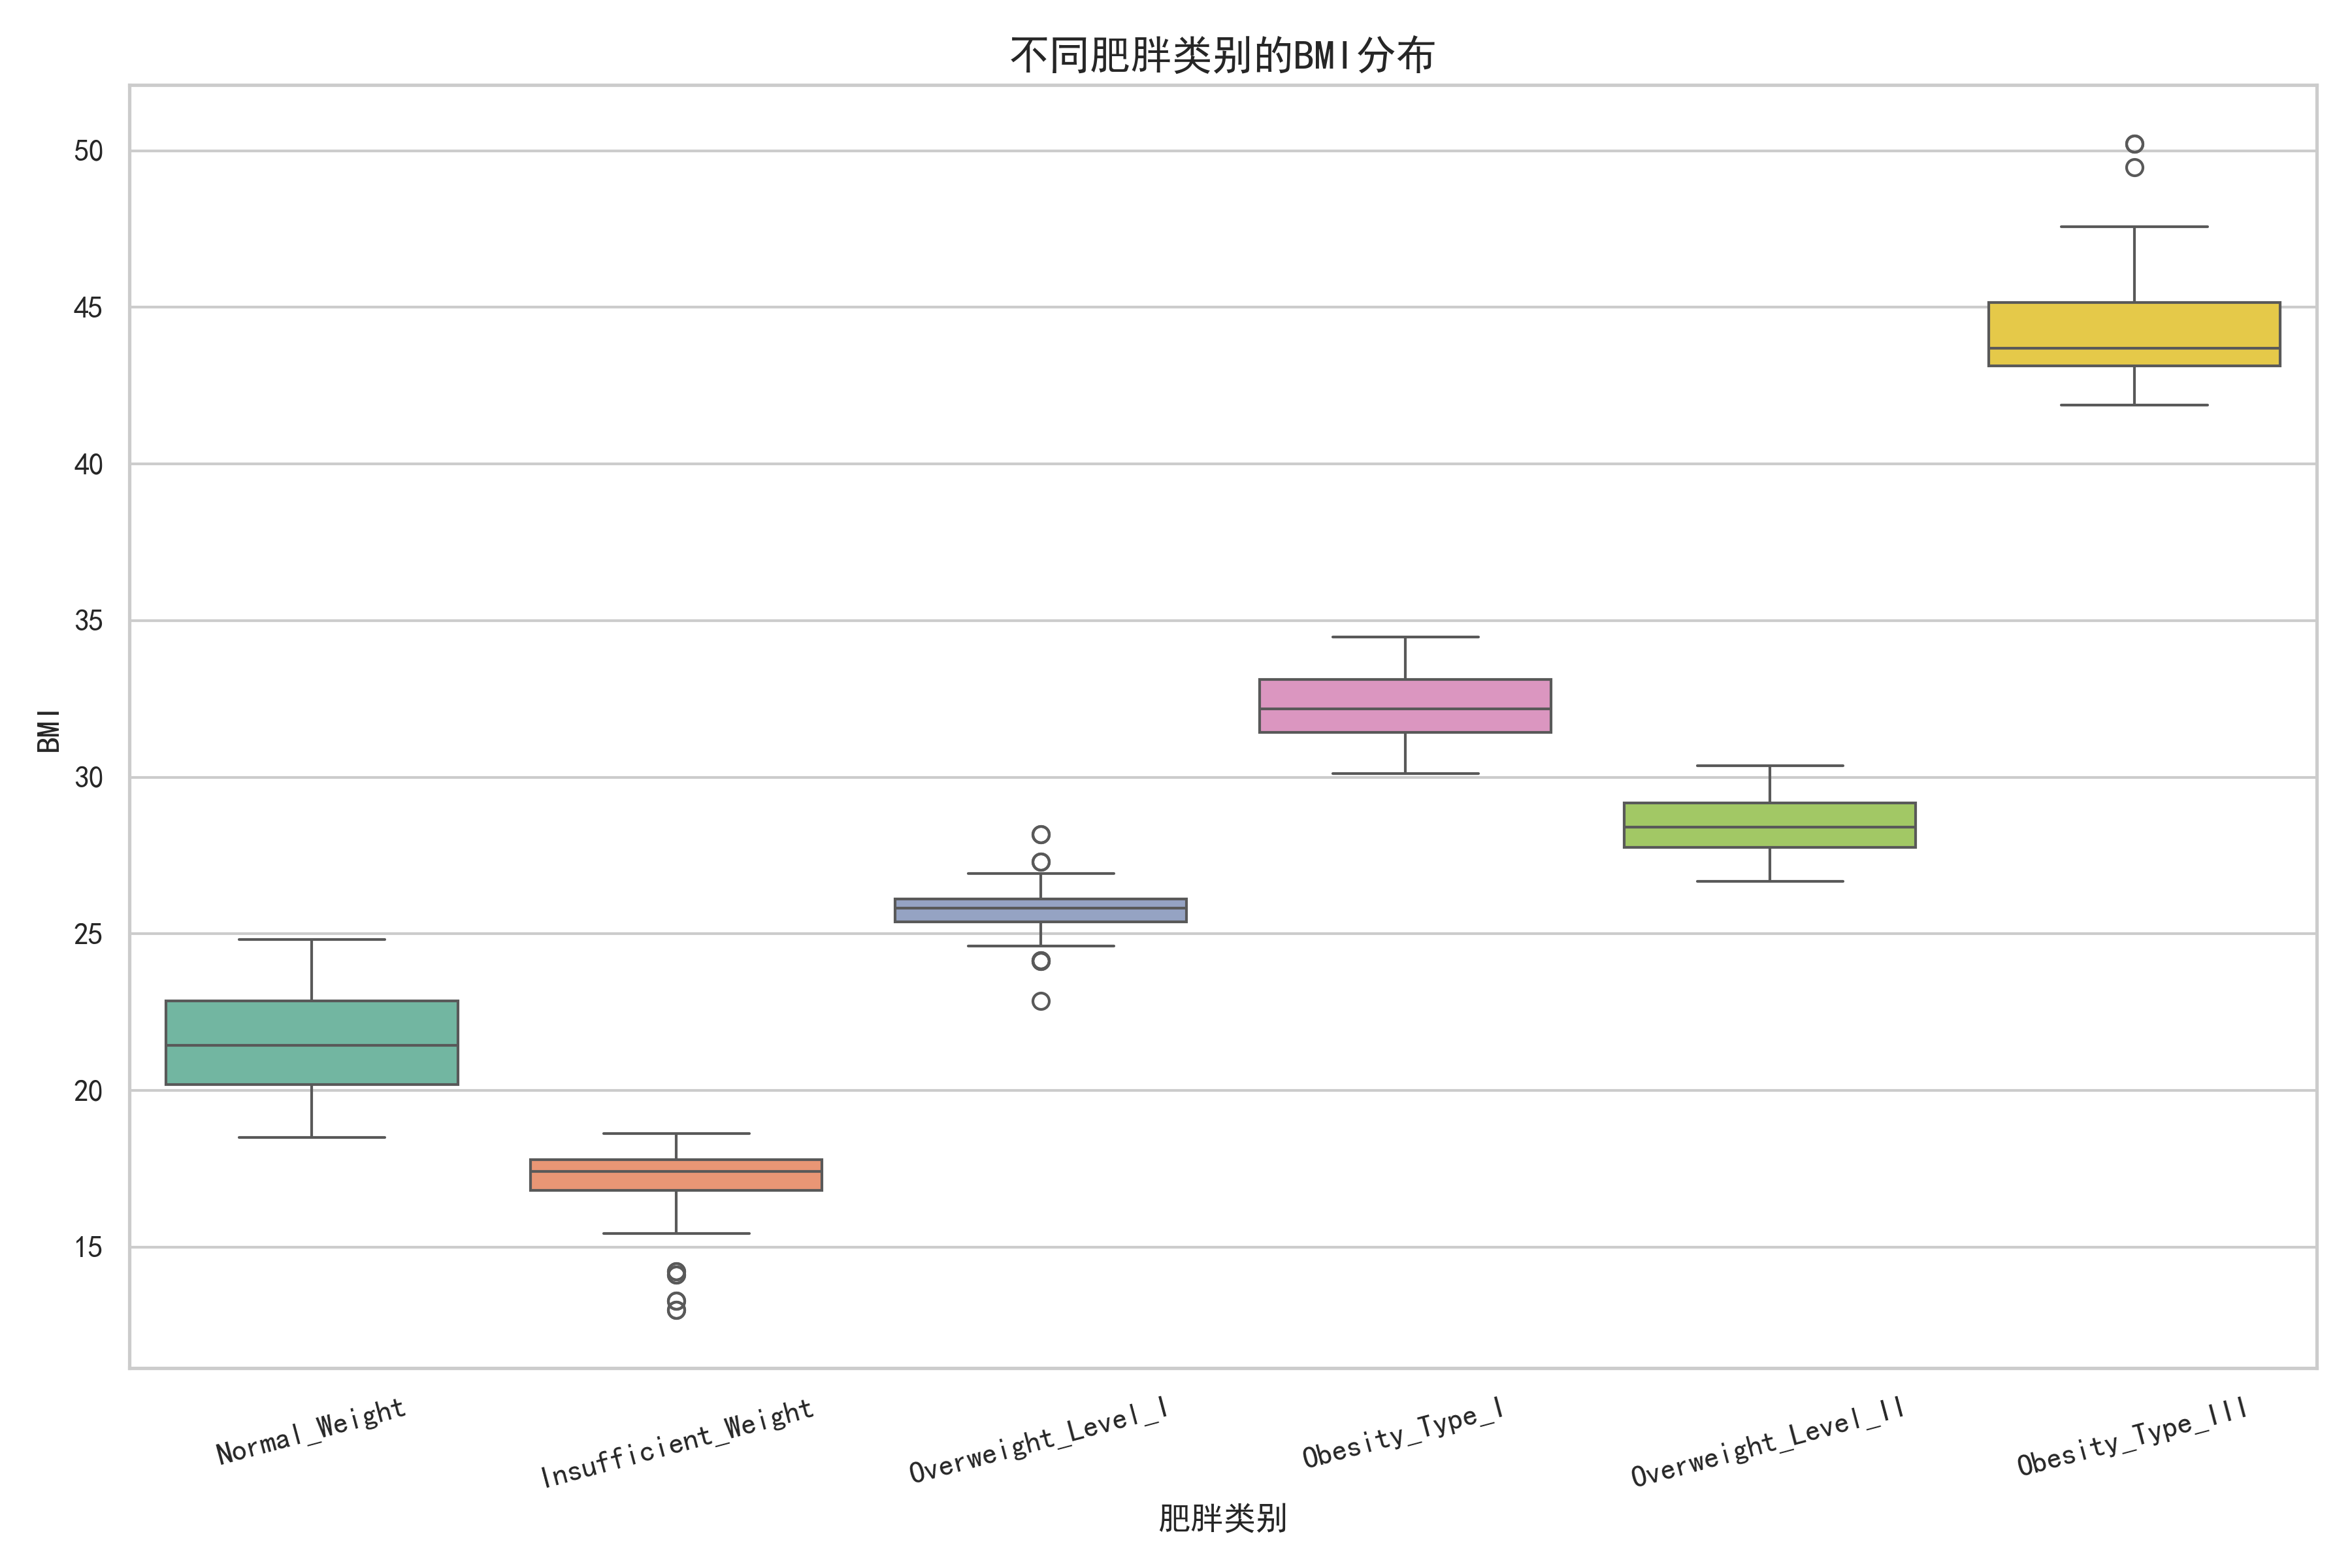 不同肥胖类别的BMI分布
BMI
50
45
40
35
30
25
20
15
Normal_Weight
Insufficient_Weight
Overweight_Level_I
Obesity_Type_I
Overweight_Level_II
Obesity_Type_III
肥胖类别